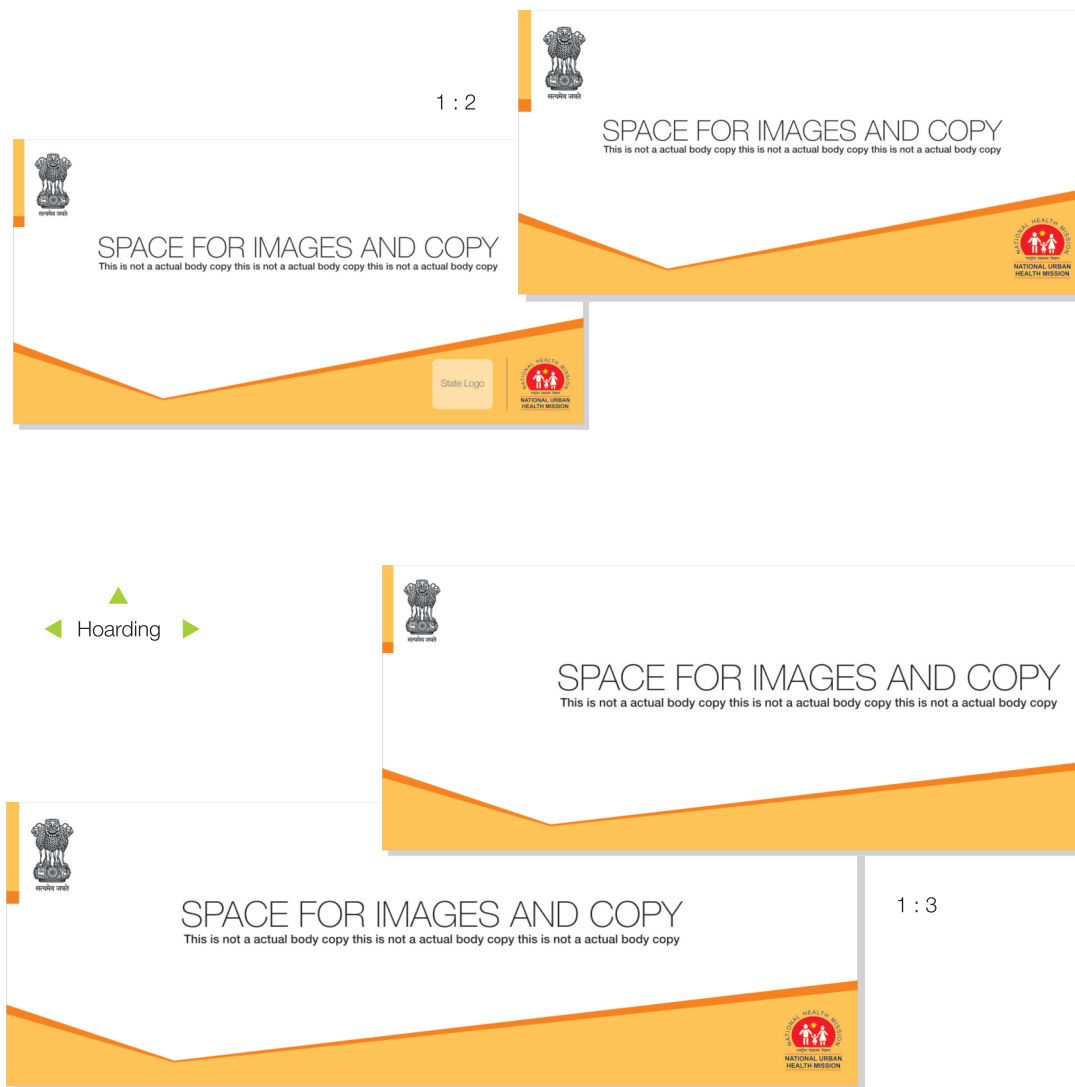 सत्यमेव जयते
SPACE FOR IMAGES AND COPY
This is not a actual body copy this is not a actual body copy this is not a actual body copy
NATIONAL HEALTH MISSION
राष्ट्रीय स्वास्थ्य मिशन
NATIONAL URBAN
HEALTH MISSION
1 : 2
सत्यमेव जयते
SPACE FOR IMAGES AND COPY
This is not a actual body copy this is not a actual body copy this is not a actual body copy
State Logo
NATIONAL HEALTH MISSION
राष्ट्रीय स्वास्थ्य मिशन
NATIONAL URBAN
HEALTH MISSION
Hoarding
सत्यमेव जयते
SPACE FOR IMAGES AND COPY
This is not a actual body copy this is not a actual body copy this is not a actual body copy
सत्यमेव जयते
SPACE FOR IMAGES AND COPY
This is not a actual body copy this is not a actual body copy this is not a actual body copy
NATIONAL HEALTH MISSION
राष्ट्रीय स्वास्थ्य मिशन
NATIONAL URBAN
HEALTH MISSION
1 : 3